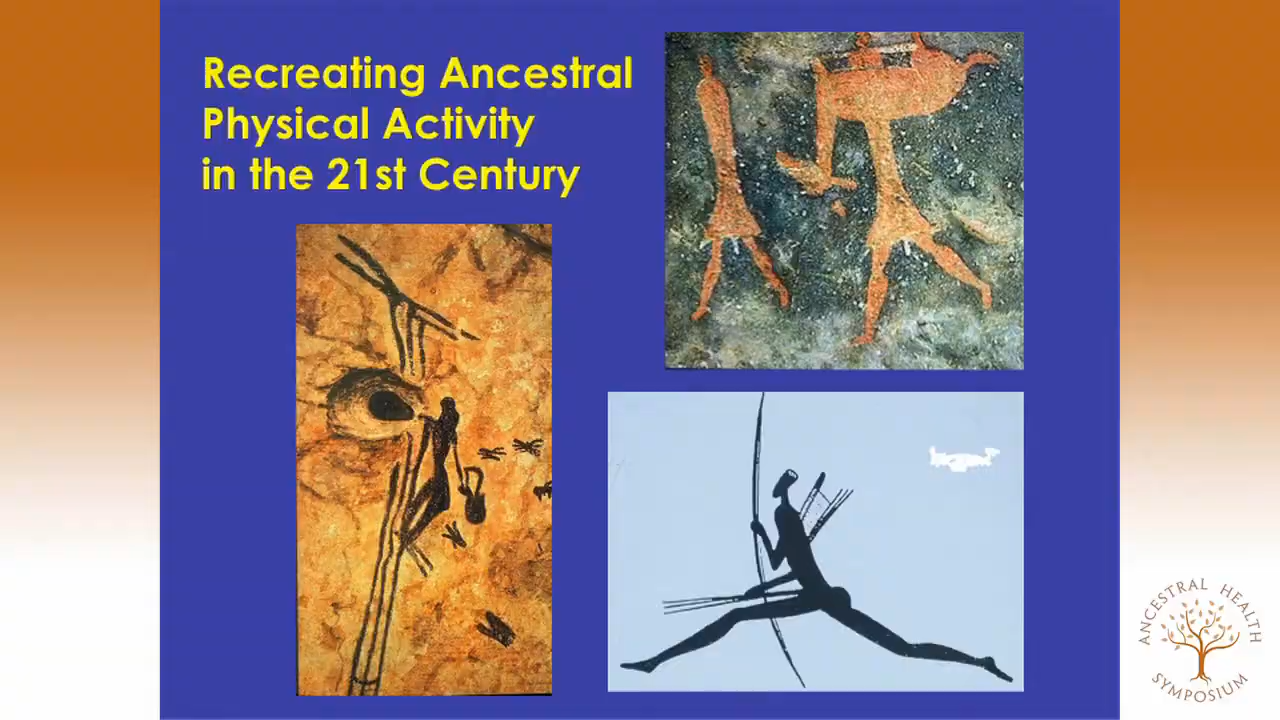 Recreating Ancestral
Physical Activity
in the 21st Century
ANCESTRAL HEALTH
SYMPOSIUM